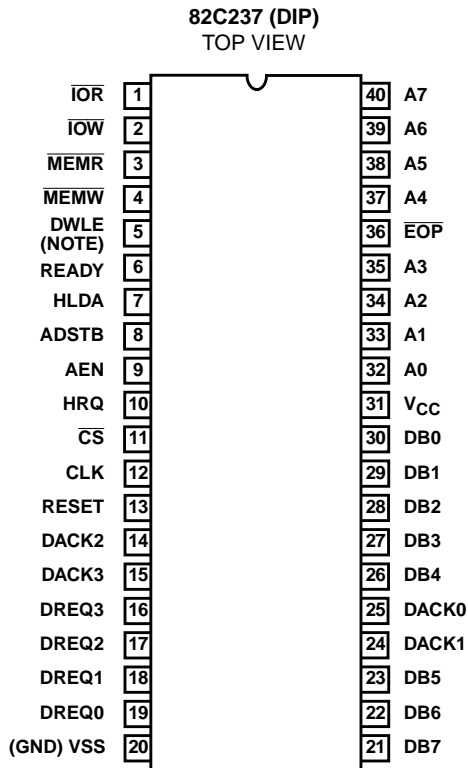 82C237 (DIP)
TOP VIEW
IOR 1
IOW 2
MEMR 3
MEMW 4
DWLE
(NOTE) 5
READY 6
HLDA 7
ADSTB 8
AEN 9
HRQ 10
CS 11
CLK 12
RESET 13
DACK2 14
DACK3 15
DREQ3 16
DREQ2 17
DREQ1 18
DREQ0 19
(GND) VSS 20
40 A7
39 A6
38 A5
37 A4
36 EOP
35 A3
34 A2
33 A1
32 A0
31 VCC
30 DB0
29 DB1
28 DB2
27 DB3
26 DB4
25 DACK0
24 DACK1
23 DB5
22 DB6
21 DB7